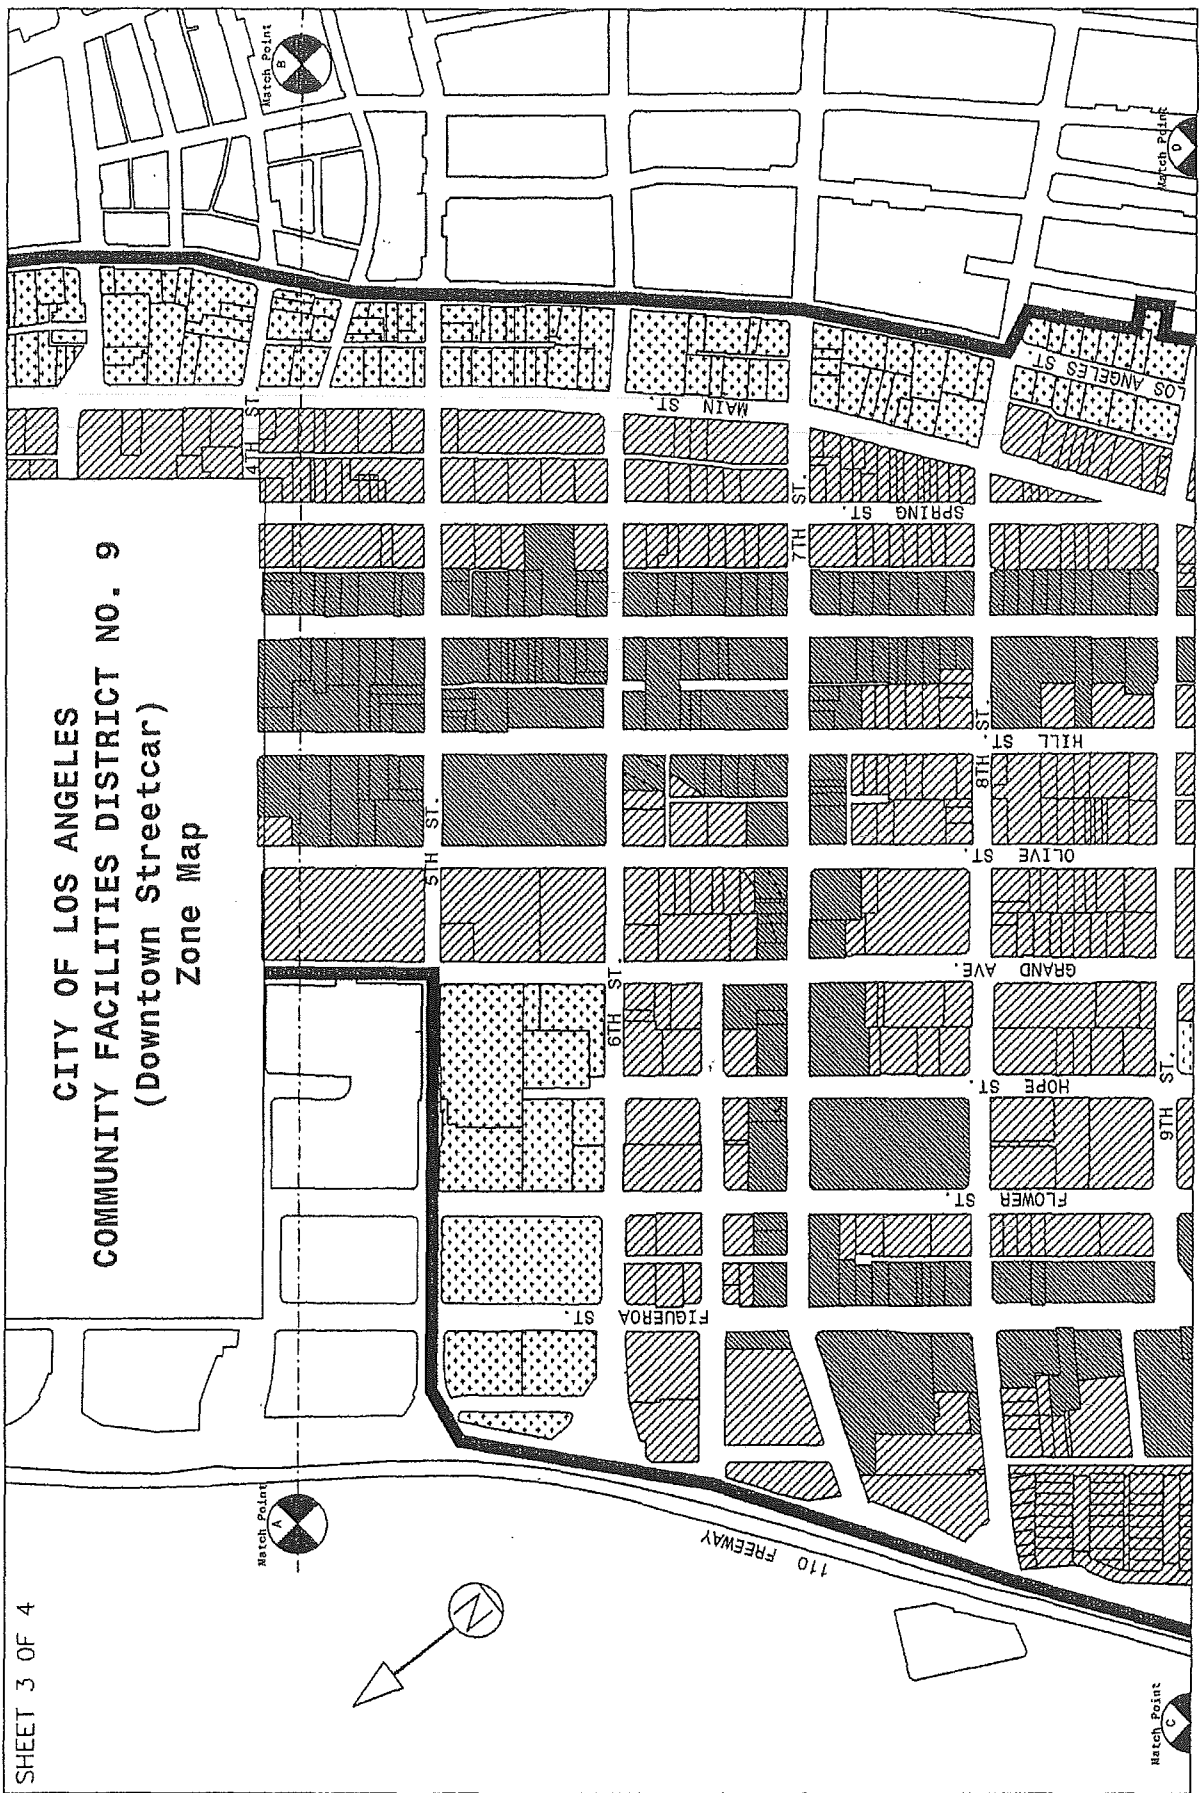 SHEET 3 OF 4
CITY OF LOS ANGELES
COMMUNITY FACILITIES DISTRICT NO. 9
(Downtown Streetcar)
Zone Map
Match Point
A
Match Point
B
N
4TH ST.
5TH ST.
6TH ST.
7TH ST.
8TH ST.
9TH ST.
110 FREEWAY
FIGUEROA ST.
FLOWER ST.
HOPE ST.
GRAND AVE.
OLIVE ST.
HILL ST.
SPRING ST.
MAIN ST.
LOS ANGELES ST.
Match Point
C
Match Point
D